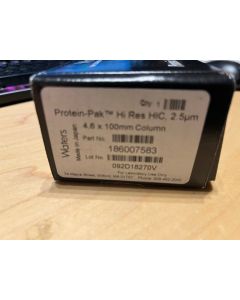 Qty. 1
Protein-Pak™ Hi Res HIC, 2.5µm
4.6 x 100mm Column
Part No.
186007583
Lot No.
092D18270V
For Laboratory Use Only
Waters
Made in Japan